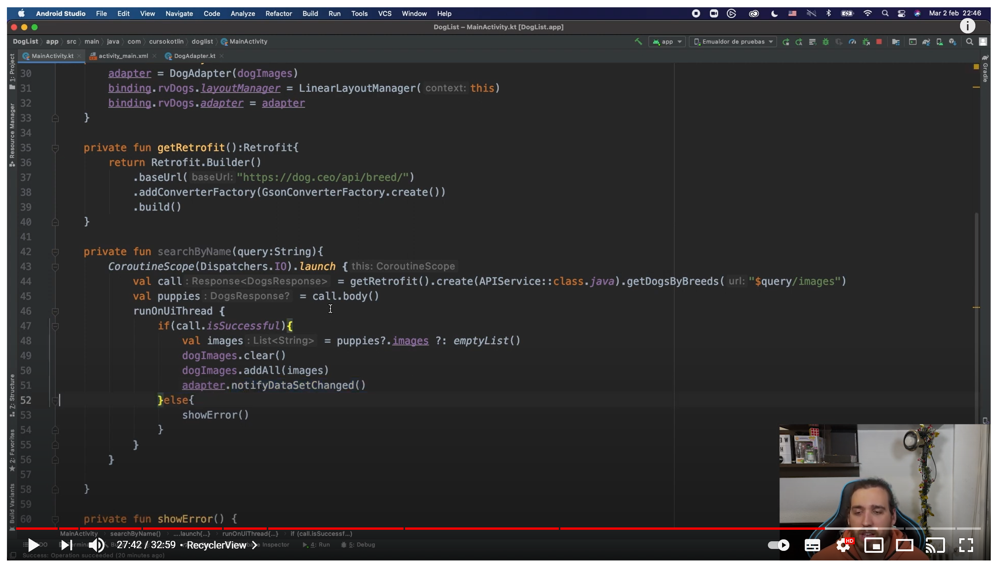 Android Studio File Edit View Navigate Code Analyze Refactor Build Run Tools VCS Window Help Mar 2 feb 22:46
DogList – MainActivity.kt [DogList.app]
DogList app src main java com cursokotlin doglist MainActivity app Emualdor de pruebas
MainActivity.kt activity_main.xml DogAdapter.kt
1: Project
Resource Manager
Z: Structure
2: Favorites
Build Variants
Gradle
30 adapter = DogAdapter(dogImages)
31 binding.rvDogs.layoutManager = LinearLayoutManager( context: this)
32 binding.rvDogs.adapter = adapter
33 }
34
35 private fun getRetrofit():Retrofit{
36 return Retrofit.Builder()
37 .baseUrl( baseUrl: "https://dog.ceo/api/breed/")
38 .addConverterFactory(GsonConverterFactory.create())
39 .build()
40 }
41
42 private fun searchByName(query:String){
43 CoroutineScope(Dispatchers.IO).launch { this: CoroutineScope
44 val call : Response<DogsResponse> = getRetrofit().create(APIService::class.java).getDogsByBreeds( url: "$query/images")
45 val puppies : DogsResponse? = call.body()
46 runOnUiThread {
47 if(call.isSuccessful){
48 val images : List<String> = puppies?.images ?: emptyList()
49 dogImages.clear()
50 dogImages.addAll(images)
51 adapter.notifyDataSetChanged()
52 }else{
53 showError()
54 }
55 }
56 }
57
58 }
59
60 private fun showError() {
MainActivity searchByName() ....launch{...} runOnUiThread{...} if (call.isSuccessf...)
27:42 / 32:59 • RecyclerView
Inspector 4: Run 5: Debug
HD
Success: Operation succeeded (20 minutes ago)